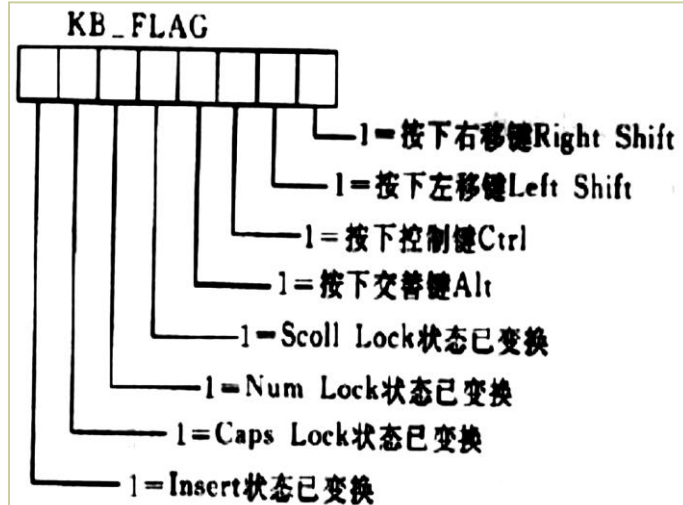 KB_FLAG
1=按下右移键Right Shift
1=按下左移键Left Shift
1=按下控制键Ctrl
1=按下交替键Alt
1=Scoll Lock状态已变换
1=Num Lock状态已变换
1=Caps Lock状态已变换
1=Insert状态已变换